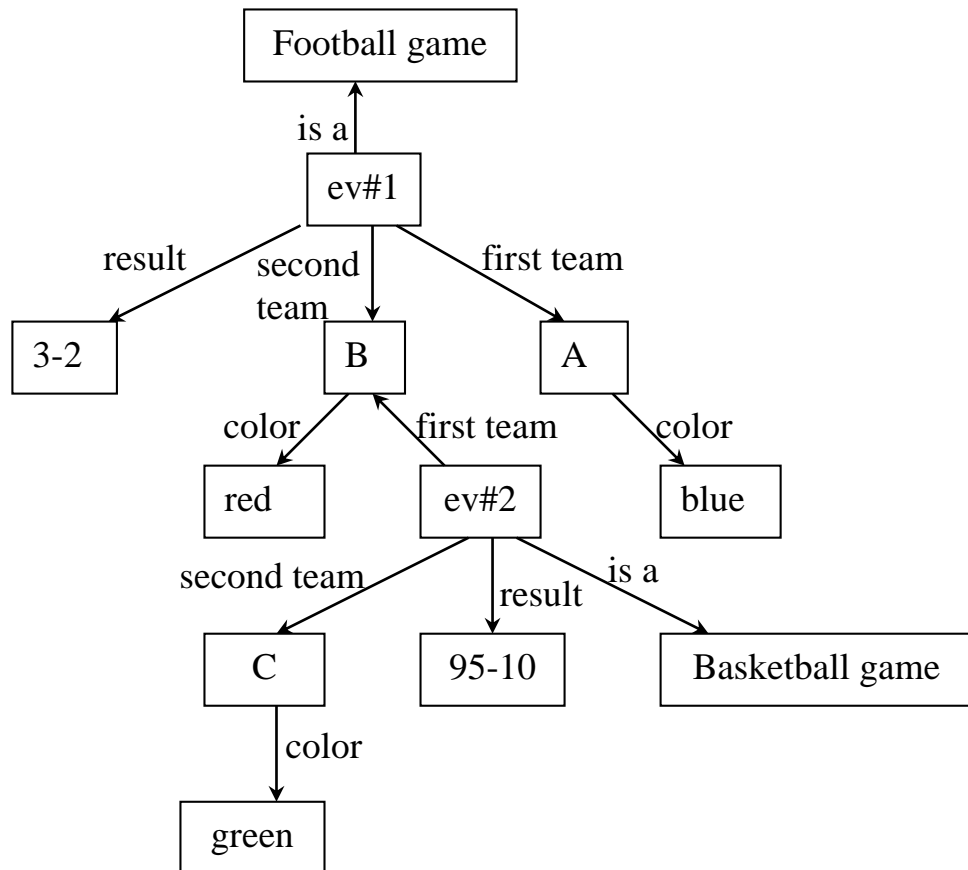 Football game
is a
ev#1
result
second
team
first team
3-2
B
A
color
first team
color
red
ev#2
blue
second team
result
is a
C
95-10
Basketball game
color
green